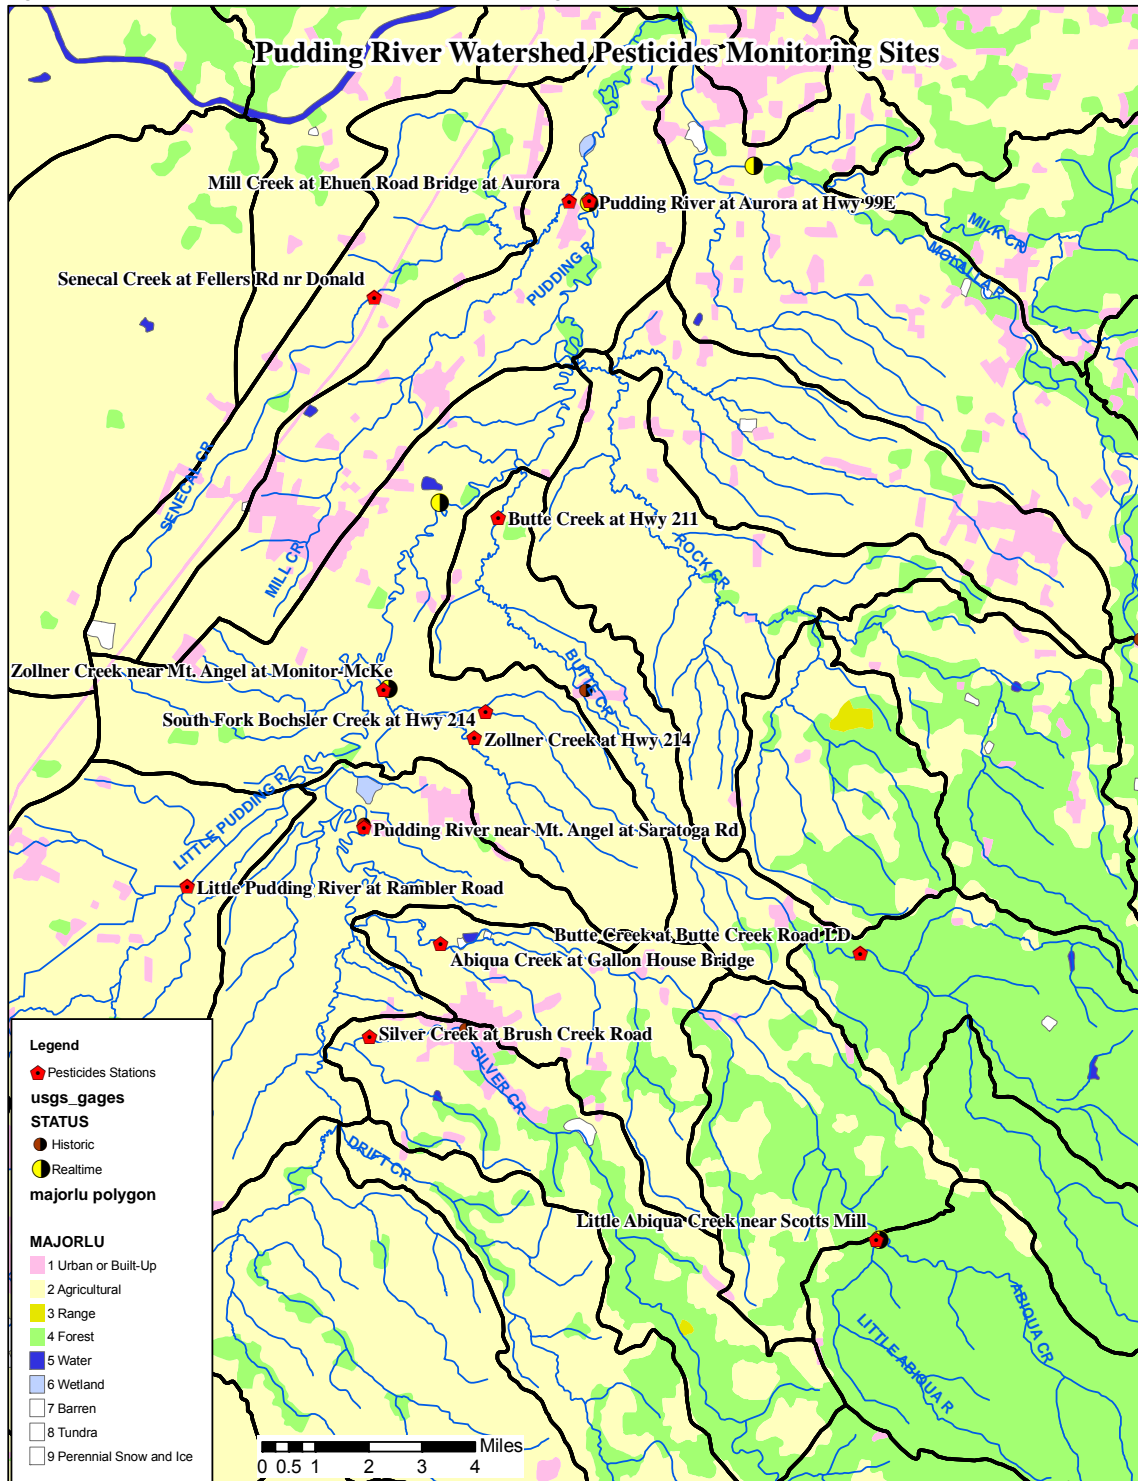 Pudding River Watershed Pesticides Monitoring Sites
Mill Creek at Ehuen Road Bridge at Aurora
Pudding River at Aurora at Hwy 99E
MILK CR
MOLALLA R
PUDDING R
Senecal Creek at Fellers Rd nr Donald
SENECAL CR
MILL CR
Butte Creek at Hwy 211
ROCK CR
BUTTE CR
Zollner Creek near Mt. Angel at Monitor-McKe
South Fork Bochsler Creek at Hwy 214
Zollner Creek at Hwy 214
LITTLE PUDDING R
Pudding River near Mt. Angel at Saratoga Rd
Little Pudding River at Rambler Road
Butte Creek at Butte Creek Road LD
Abiqua Creek at Gallon House Bridge
Silver Creek at Brush Creek Road
SILVER CR
DRIFT CR
Little Abiqua Creek near Scotts Mill
ABIQUA CR
LITTLE ABIQUA R
Legend
Pesticides Stations
usgs_gages
STATUS
Historic
Realtime
majorlu polygon
MAJORLU
1 Urban or Built-Up
2 Agricultural
3 Range
4 Forest
5 Water
6 Wetland
7 Barren
8 Tundra
9 Perennial Snow and Ice
Miles
0 0.5 1 2 3 4